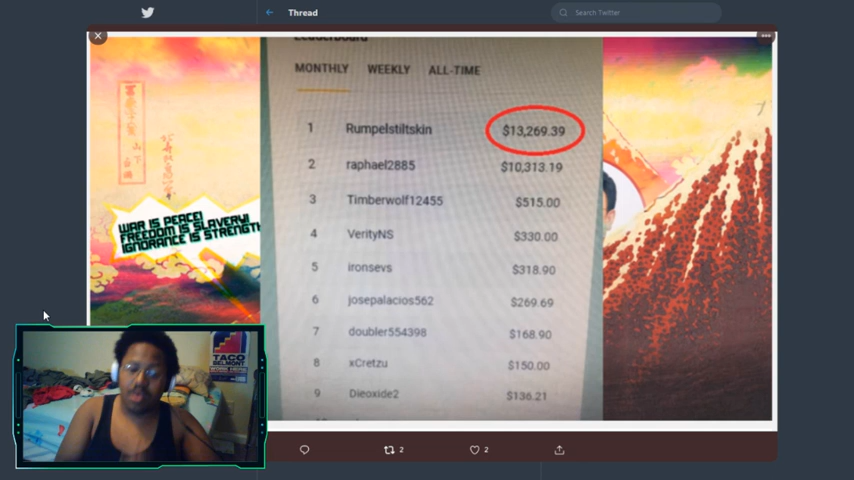 Thread
Search Twitter
Leaderboard
MONTHLY WEEKLY ALL-TIME
1 Rumpelstiltskin $13,269.39
2 raphael2885 $10,313.19
3 Timberwolf12455 $515.00
4 VerityNS $330.00
5 ironsevs $318.90
6 josepalacios562 $269.69
7 doubler554398 $168.90
8 xCretzu $150.00
9 Dieoxide2 $136.21
WAR IS PEACE!
FREEDOM IS SLAVERY!
IGNORANCE IS STRENGTH
TACO
BELMONT
2
2